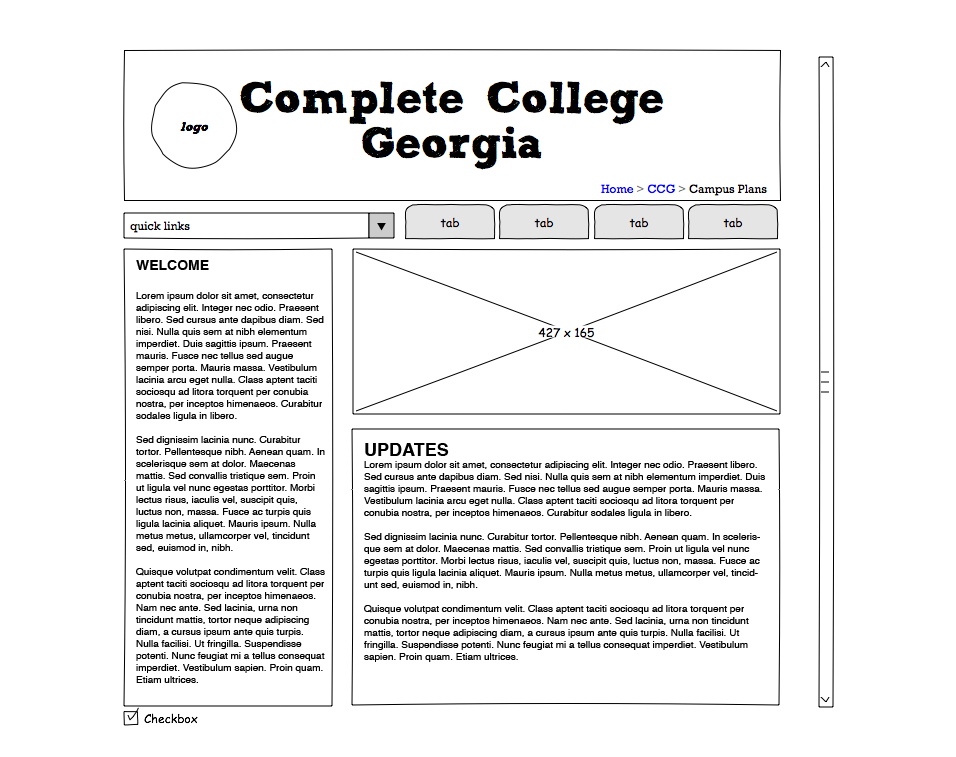 logo
Complete College
Georgia
Home > CCG > Campus Plans
quick links
tab
tab
tab
tab
WELCOME
Lorem ipsum dolor sit amet, consectetur
adipiscing elit. Integer nec odio. Praesent
libero. Sed cursus ante dapibus diam. Sed
nisi. Nulla quis sem at nibh elementum
imperdiet. Duis sagittis ipsum. Praesent
mauris. Fusce nec tellus sed augue
semper porta. Mauris massa. Vestibulum
lacinia arcu eget nulla. Class aptent taciti
sociosqu ad litora torquent per conubia
nostra, per inceptos himenaeos. Curabitur
sodales ligula in libero.
Sed dignissim lacinia nunc. Curabitur
tortor. Pellentesque nibh. Aenean quam. In
scelerisque sem at dolor. Maecenas
mattis. Sed convallis tristique sem. Proin
ut ligula vel nunc egestas porttitor. Morbi
lectus risus, iaculis vel, suscipit quis,
luctus non, massa. Fusce ac turpis quis
ligula lacinia aliquet. Mauris ipsum. Nulla
metus metus, ullamcorper vel, tincidunt
sed, euismod in, nibh.
Quisque volutpat condimentum velit. Class
aptent taciti sociosqu ad litora torquent per
conubia nostra, per inceptos himenaeos.
Nam nec ante. Sed lacinia, urna non
tincidunt mattis, tortor neque adipiscing
diam, a cursus ipsum ante quis turpis.
Nulla facilisi. Ut fringilla. Suspendisse
potenti. Nunc feugiat mi a tellus consequat
imperdiet. Vestibulum sapien. Proin quam.
Etiam ultrices.
Checkbox
427 x 165
UPDATES
Lorem ipsum dolor sit amet, consectetur adipiscing elit. Integer nec odio. Praesent libero.
Sed cursus ante dapibus diam. Sed nisi. Nulla quis sem at nibh elementum imperdiet. Duis
sagittis ipsum. Praesent mauris. Fusce nec tellus sed augue semper porta. Mauris massa.
Vestibulum lacinia arcu eget nulla. Class aptent taciti sociosqu ad litora torquent per
conubia nostra, per inceptos himenaeos. Curabitur sodales ligula in libero.
Sed dignissim lacinia nunc. Curabitur tortor. Pellentesque nibh. Aenean quam. In sceleris-
que sem at dolor. Maecenas mattis. Sed convallis tristique sem. Proin ut ligula vel nunc
egestas porttitor. Morbi lectus risus, iaculis vel, suscipit quis, luctus non, massa. Fusce ac
turpis quis ligula lacinia aliquet. Mauris ipsum. Nulla metus metus, ullamcorper vel, tincid-
unt sed, euismod in, nibh.
Quisque volutpat condimentum velit. Class aptent taciti sociosqu ad litora torquent per
conubia nostra, per inceptos himenaeos. Nam nec ante. Sed lacinia, urna non tincidunt
mattis, tortor neque adipiscing diam, a cursus ipsum ante quis turpis. Nulla facilisi. Ut
fringilla. Suspendisse potenti. Nunc feugiat mi a tellus consequat imperdiet. Vestibulum
sapien. Proin quam. Etiam ultrices.